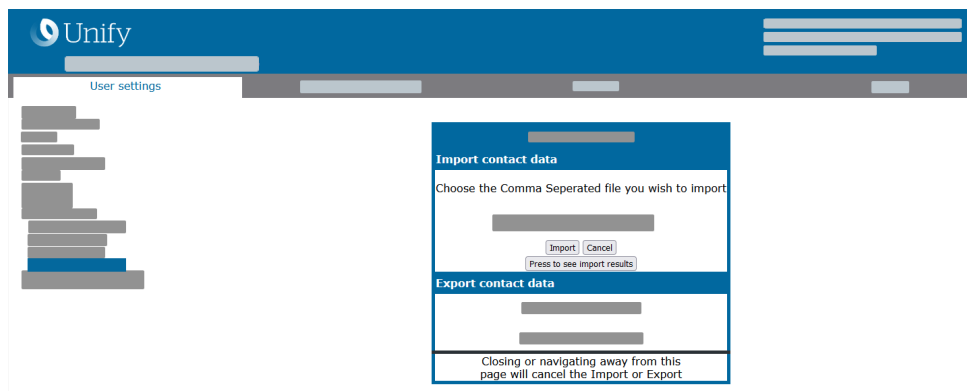 Unify
User settings
Import contact data
Choose the Comma Seperated file you wish to import
Import Cancel
Press to see import results
Export contact data
Closing or navigating away from this
page will cancel the Import or Export